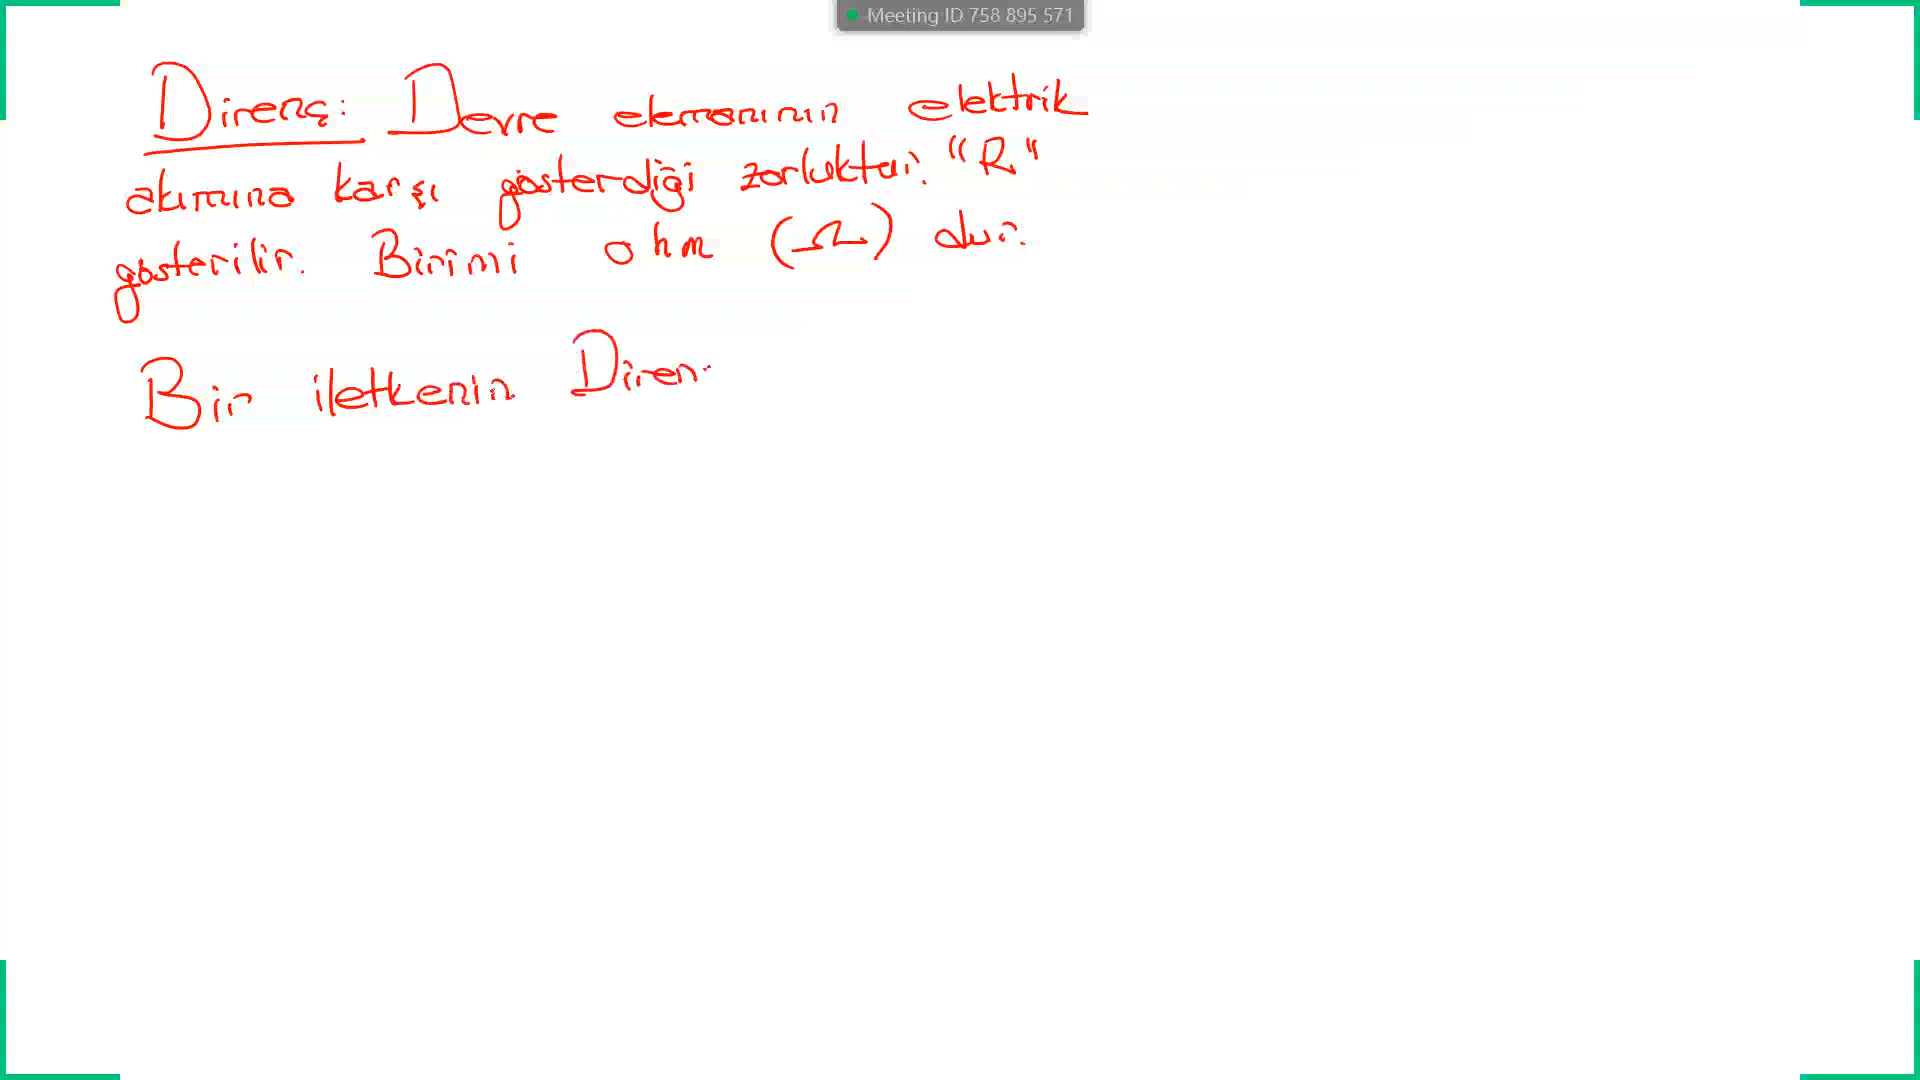 Meeting ID 758 895 571
Direnç: Devre elemanının elektrik
akımına karşı gösterdiği zorluktur. "R"
gösterilir. Birimi ohm (Ω) dur.
Bir iletkenin Diren